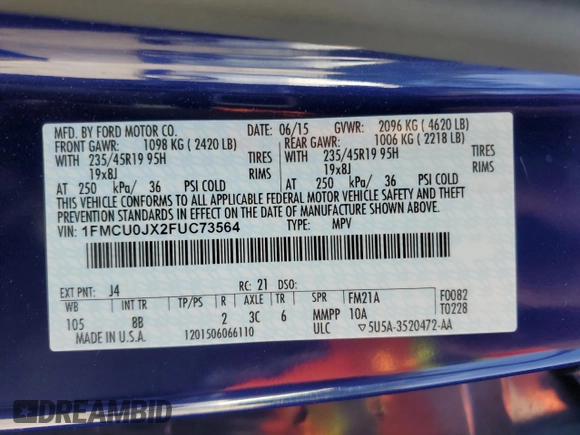 MFD. BY FORD MOTOR CO. DATE: 06/15 GVWR: 2096 KG ( 4620 LB)
FRONT GAWR: 1098 KG ( 2420 LB) REAR GAWR: 1006 KG ( 2218 LB)
WITH 235/45R19 95H TIRES WITH 235/45R19 95H TIRES
19x8J RIMS 19x8J RIMS
AT 250 kPa/ 36 PSI COLD AT 250 kPa/ 36 PSI COLD
THIS VEHICLE CONFORMS TO ALL APPLICABLE FEDERAL MOTOR VEHICLE SAFETY AND THEFT
PREVENTION STANDARDS IN EFFECT ON THE DATE OF MANUFACTURE SHOWN ABOVE.
VIN: 1FMCU0JX2FUC73564 TYPE: MPV
EXT PNT: J4 RC: 21 DSO:
WB INT TR TP/PS R AXLE TR SPR FM21A F0082
105 8B 2 3C 6 MMPP 10A T0228
MADE IN U.S.A. 1201506066110 ULC 5U5A-3520472-AA
DREAMBID